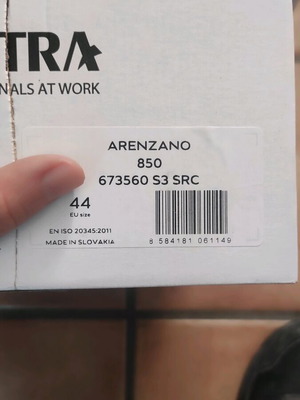 TRA
NALS AT WORK
ARENZANO
850
673560 S3 SRC
44
EU size
EN ISO 20345:2011
MADE IN SLOVAKIA
8 584181 061149